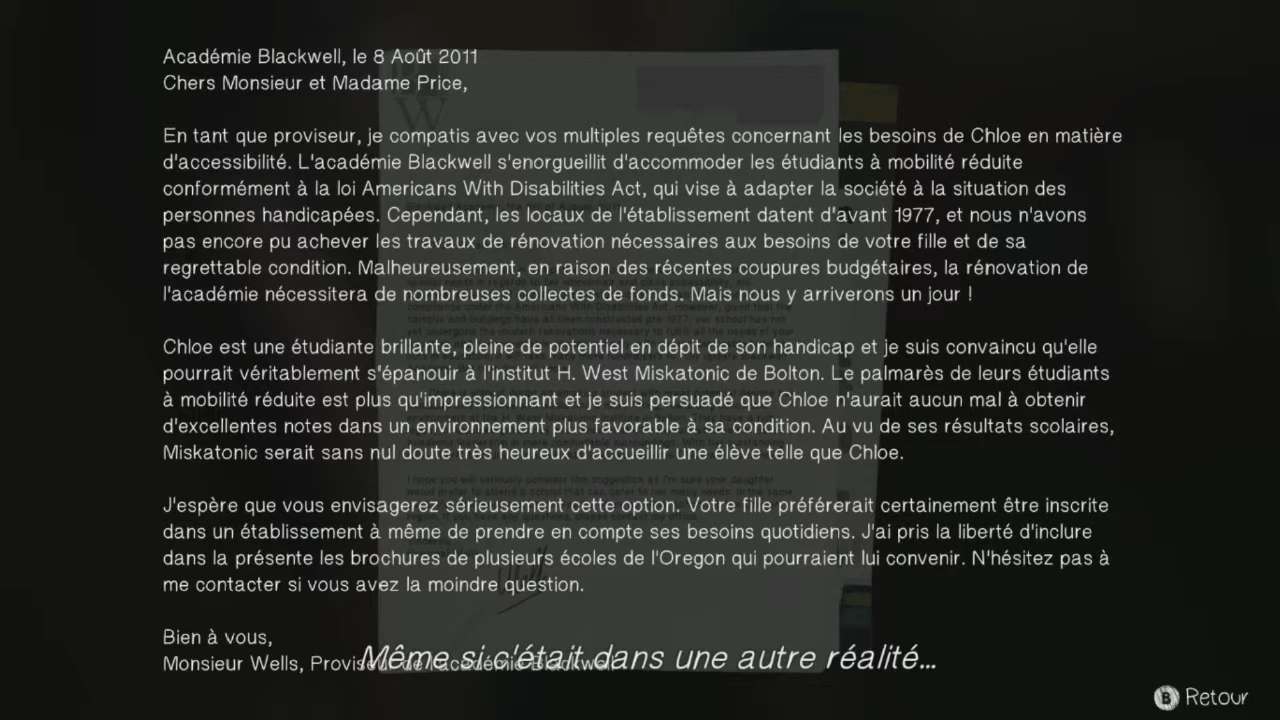 Académie Blackwell, le 8 Août 2011
Chers Monsieur et Madame Price,
En tant que proviseur, je compatis avec vos multiples requêtes concernant les besoins de Chloe en matière
d'accessibilité. L'académie Blackwell s'enorgueillit d'accommoder les étudiants à mobilité réduite
conformément à la loi Americans With Disabilities Act, qui vise à adapter la société à la situation des
personnes handicapées. Cependant, les locaux de l'établissement datent d'avant 1977, et nous n'avons
pas encore pu achever les travaux de rénovation nécessaires aux besoins de votre fille et de sa
regrettable condition. Malheureusement, en raison des récentes coupures budgétaires, la rénovation de
l'académie nécessitera de nombreuses collectes de fonds. Mais nous y arriverons un jour !
Chloe est une étudiante brillante, pleine de potentiel en dépit de son handicap et je suis convaincu qu'elle
pourrait véritablement s'épanouir à l'institut H. West Miskatonic de Bolton. Le palmarès de leurs étudiants
à mobilité réduite est plus qu'impressionnant et je suis persuadé que Chloe n'aurait aucun mal à obtenir
d'excellentes notes dans un environnement plus favorable à sa condition. Au vu de ses résultats scolaires,
Miskatonic serait sans nul doute très heureux d'accueillir une élève telle que Chloe.
J'espère que vous envisagerez sérieusement cette option. Votre fille préférerait certainement être inscrite
dans un établissement à même de prendre en compte ses besoins quotidiens. J'ai pris la liberté d'inclure
dans la présente les brochures de plusieurs écoles de l'Oregon qui pourraient lui convenir. N'hésitez pas à
me contacter si vous avez la moindre question.
Bien à vous,
Monsieur Wells, Proviseur de l'académie Blackwell
Même si c'était dans une autre réalité...
B Retour